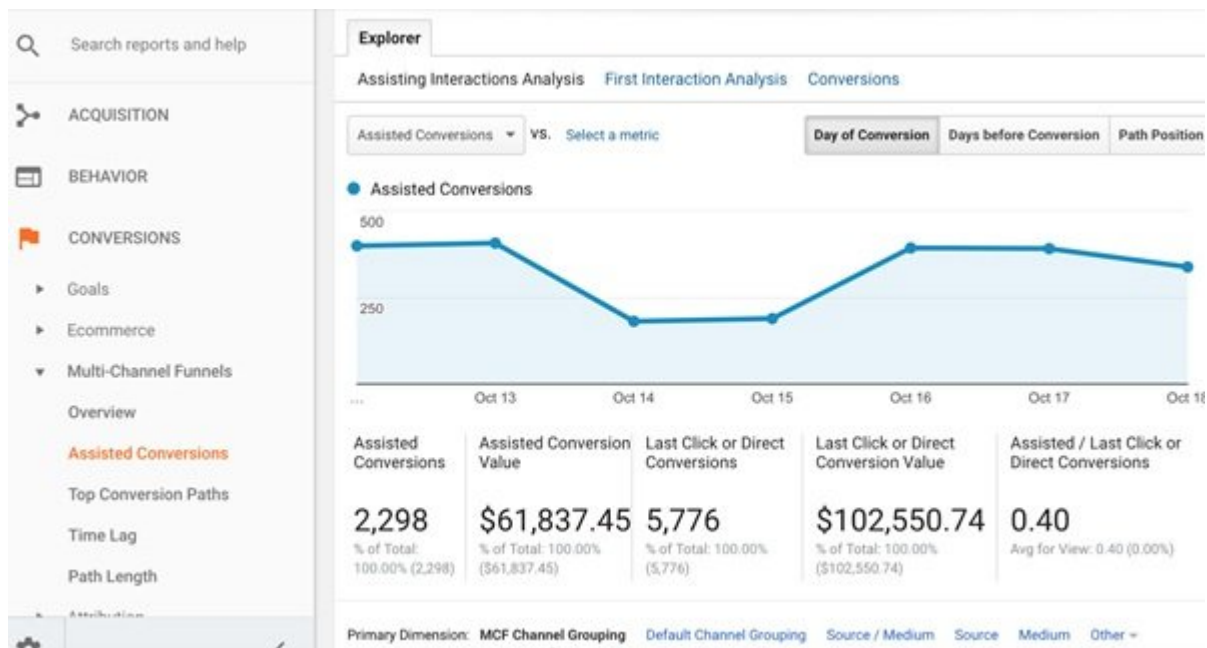 Search reports and help
ACQUISITION
BEHAVIOR
CONVERSIONS
Goals
Ecommerce
Multi-Channel Funnels
Overview
Assisted Conversions
Top Conversion Paths
Time Lag
Path Length
Attribution
Explorer
Assisting Interactions Analysis First Interaction Analysis Conversions
Assisted Conversions VS. Select a metric
Day of Conversion Days before Conversion Path Position
Assisted Conversions
500
250
... Oct 13 Oct 14 Oct 15 Oct 16 Oct 17 Oct 18
Assisted Conversions
2,298
% of Total:
100.00% (2,298)
Assisted Conversion
Value
$61,837.45
% of Total: 100.00%
($61,837.45)
Last Click or Direct
Conversions
5,776
% of Total: 100.00%
(5,776)
Last Click or Direct
Conversion Value
$102,550.74
% of Total: 100.00%
($102,550.74)
Assisted / Last Click or
Direct Conversions
0.40
Avg for View: 0.40 (0.00%)
Primary Dimension: MCF Channel Grouping Default Channel Grouping Source / Medium Source Medium Other